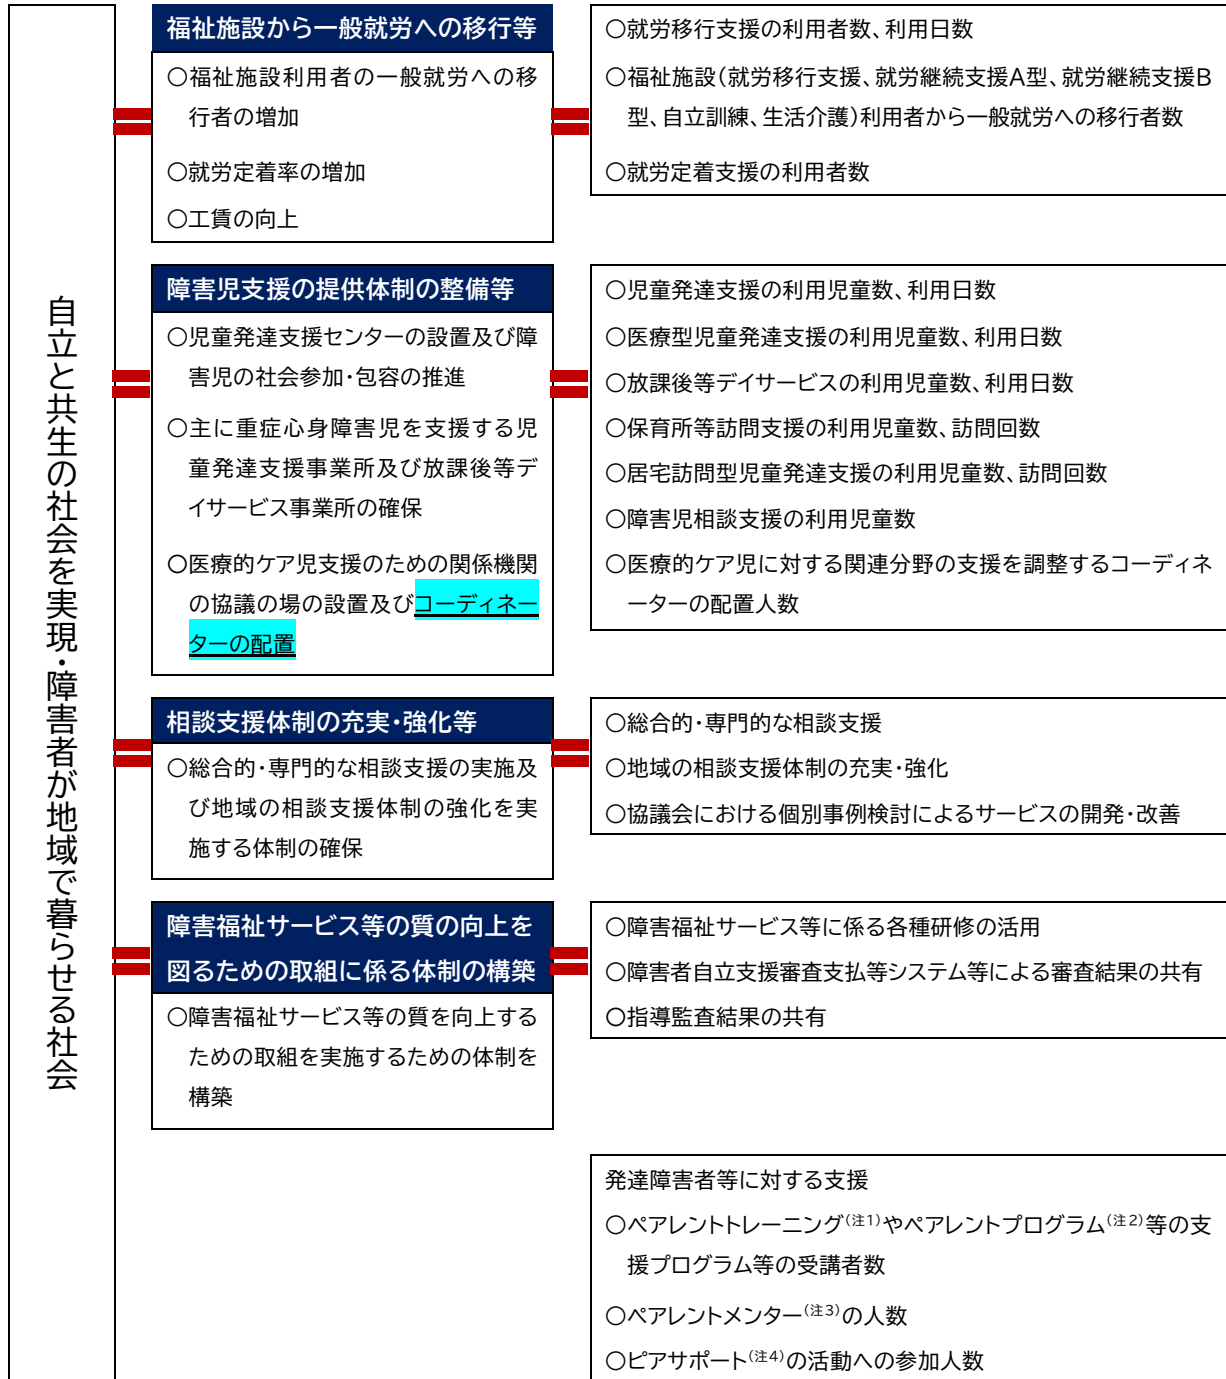 自立と共生の社会を実現・障害者が地域で暮らせる社会
福祉施設から一般就労への移行等
〇福祉施設利用者の一般就労への移
行者の増加
〇就労定着率の増加
〇工賃の向上
〇就労移行支援の利用者数、利用日数
〇福祉施設(就労移行支援、就労継続支援A型、就労継続支援B
型、自立訓練、生活介護)利用者から一般就労への移行者数
〇就労定着支援の利用者数
障害児支援の提供体制の整備等
〇児童発達支援センターの設置及び障
害児の社会参加・包容の推進
〇主に重症心身障害児を支援する児
童発達支援事業所及び放課後等デ
イサービス事業所の確保
〇医療的ケア児支援のための関係機関
の協議の場の設置及びコーディネー
ターの配置
〇児童発達支援の利用児童数、利用日数
〇医療型児童発達支援の利用児童数、利用日数
〇放課後等デイサービスの利用児童数、利用日数
〇保育所等訪問支援の利用児童数、訪問回数
〇居宅訪問型児童発達支援の利用児童数、訪問回数
〇障害児相談支援の利用児童数
〇医療的ケア児に対する関連分野の支援を調整するコーディネ
ーターの配置人数
相談支援体制の充実・強化等
〇総合的・専門的な相談支援の実施及
び地域の相談支援体制の強化を実
施する体制の確保
〇総合的・専門的な相談支援
〇地域の相談支援体制の充実・強化
〇協議会における個別事例検討によるサービスの開発・改善
障害福祉サービス等の質の向上を
図るための取組に係る体制の構築
〇障害福祉サービス等の質を向上する
ための取組を実施するための体制を
構築
〇障害福祉サービス等に係る各種研修の活用
〇障害者自立支援審査支払等システム等による審査結果の共有
〇指導監査結果の共有
発達障害者等に対する支援
〇ペアレントトレーニング(注1)やペアレントプログラム(注2)等の支
援プログラム等の受講者数
〇ペアレントメンター(注3)の人数
〇ピアサポート(注4)の活動への参加人数